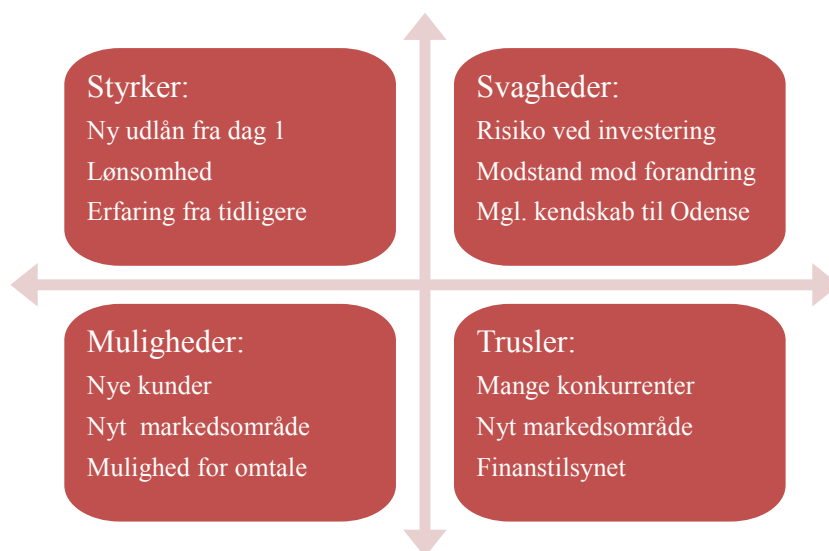 Styrker:
Ny udlån fra dag 1
Lønsomhed
Erfaring fra tidligere
Svagheder:
Risiko ved investering
Modstand mod forandring
Mgl. kendskab til Odense
Muligheder:
Nye kunder
Nyt  markedsområde
Mulighed for omtale
Trusler:
Mange konkurrenter
Nyt markedsområde
Finanstilsynet